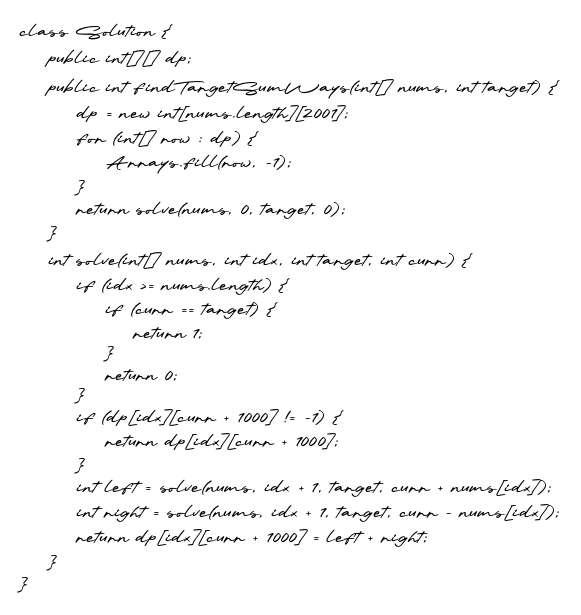 class Solution {
public int[][] dp;
public int findTargetSumWays(int[] nums, int target) {
dp = new int[nums.length][2001];
for (int[] row : dp) {
Arrays.fill(row, -1);
}
return solve(nums, 0, target, 0);
}
int solve(int[] nums, int idx, int target, int curr) {
if (idx >= nums.length) {
if (curr == target) {
return 1;
}
return 0;
}
if (dp[idx][curr + 1000] != -1) {
return dp[idx][curr + 1000];
}
int left = solve(nums, idx + 1, target, curr + nums[idx]);
int right = solve(nums, idx + 1, target, curr - nums[idx]);
return dp[idx][curr + 1000] = left + right;
}
}